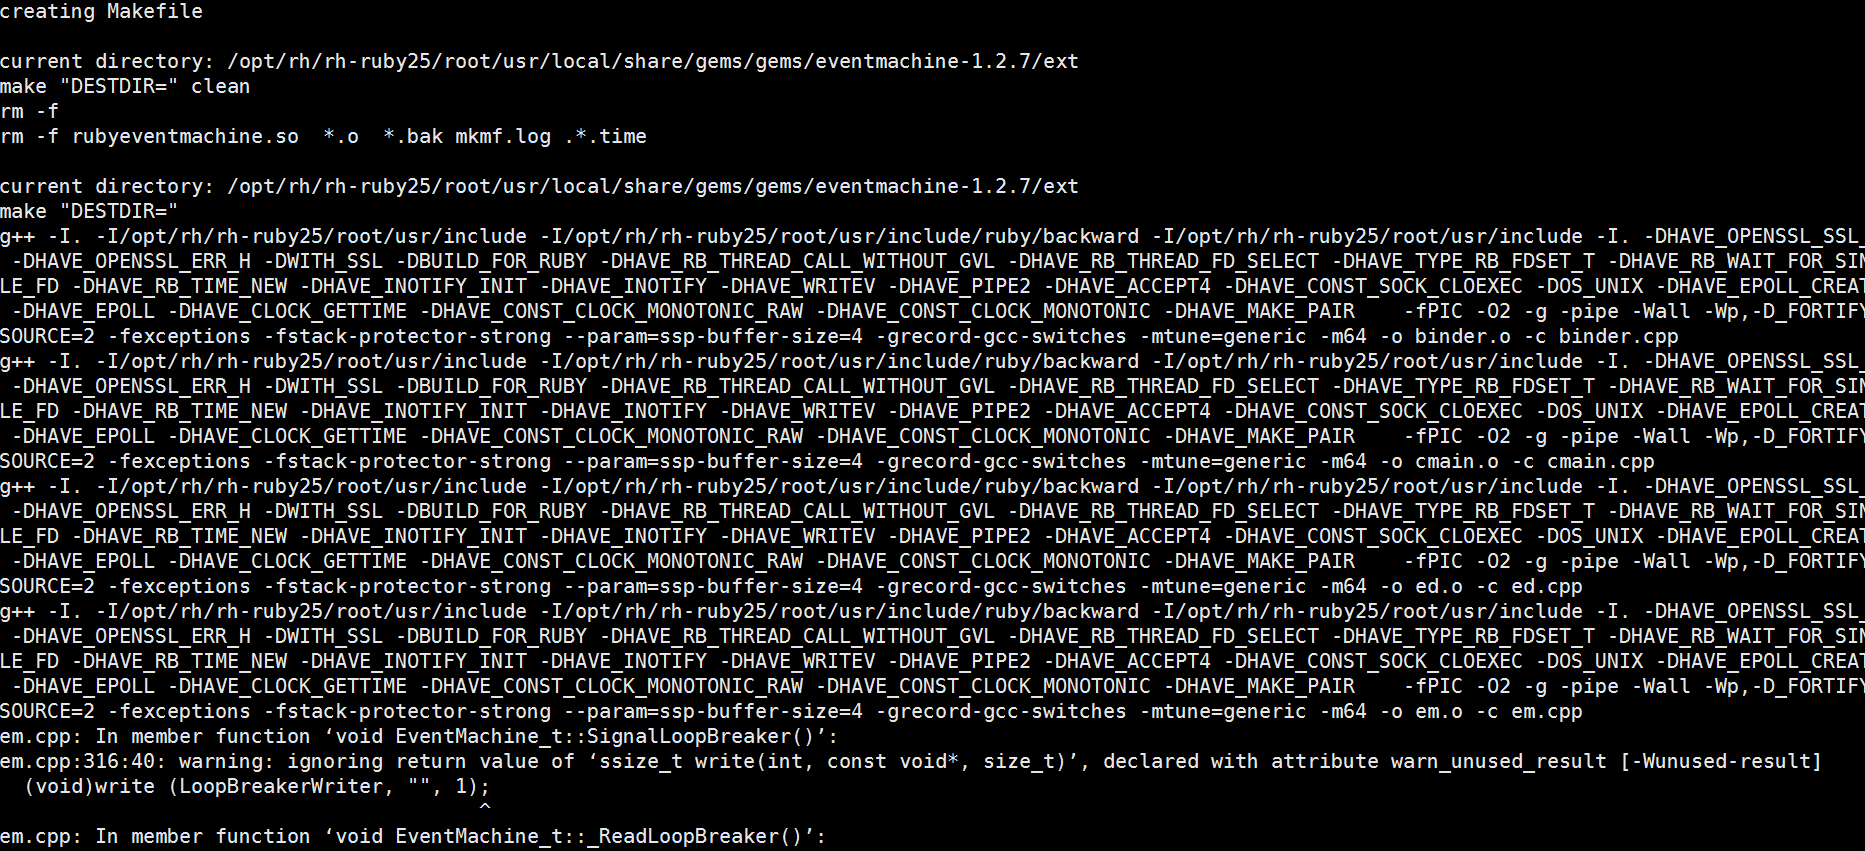 creating Makefile
current directory: /opt/rh/rh-ruby25/root/usr/local/share/gems/gems/eventmachine-1.2.7/ext
make "DESTDIR=" clean
rm -f
rm -f rubyeventmachine.so  *.o  *.bak mkmf.log .*.time
current directory: /opt/rh/rh-ruby25/root/usr/local/share/gems/gems/eventmachine-1.2.7/ext
make "DESTDIR="
g++ -I. -I/opt/rh/rh-ruby25/root/usr/include -I/opt/rh/rh-ruby25/root/usr/include/ruby/backward -I/opt/rh/rh-ruby25/root/usr/include -I. -DHAVE_OPENSSL_SSL_
-DHAVE_OPENSSL_ERR_H -DWITH_SSL -DBUILD_FOR_RUBY -DHAVE_RB_THREAD_CALL_WITHOUT_GVL -DHAVE_RB_THREAD_FD_SELECT -DHAVE_TYPE_RB_FDSET_T -DHAVE_RB_WAIT_FOR_SIN
LE_FD -DHAVE_RB_TIME_NEW -DHAVE_INOTIFY_INIT -DHAVE_INOTIFY -DHAVE_WRITEV -DHAVE_PIPE2 -DHAVE_ACCEPT4 -DHAVE_CONST_SOCK_CLOEXEC -DOS_UNIX -DHAVE_EPOLL_CREAT
-DHAVE_EPOLL -DHAVE_CLOCK_GETTIME -DHAVE_CONST_CLOCK_MONOTONIC_RAW -DHAVE_CONST_CLOCK_MONOTONIC -DHAVE_MAKE_PAIR    -fPIC -O2 -g -pipe -Wall -Wp,-D_FORTIFY
SOURCE=2 -fexceptions -fstack-protector-strong --param=ssp-buffer-size=4 -grecord-gcc-switches -mtune=generic -m64 -o binder.o -c binder.cpp
g++ -I. -I/opt/rh/rh-ruby25/root/usr/include -I/opt/rh/rh-ruby25/root/usr/include/ruby/backward -I/opt/rh/rh-ruby25/root/usr/include -I. -DHAVE_OPENSSL_SSL_
-DHAVE_OPENSSL_ERR_H -DWITH_SSL -DBUILD_FOR_RUBY -DHAVE_RB_THREAD_CALL_WITHOUT_GVL -DHAVE_RB_THREAD_FD_SELECT -DHAVE_TYPE_RB_FDSET_T -DHAVE_RB_WAIT_FOR_SIN
LE_FD -DHAVE_RB_TIME_NEW -DHAVE_INOTIFY_INIT -DHAVE_INOTIFY -DHAVE_WRITEV -DHAVE_PIPE2 -DHAVE_ACCEPT4 -DHAVE_CONST_SOCK_CLOEXEC -DOS_UNIX -DHAVE_EPOLL_CREAT
-DHAVE_EPOLL -DHAVE_CLOCK_GETTIME -DHAVE_CONST_CLOCK_MONOTONIC_RAW -DHAVE_CONST_CLOCK_MONOTONIC -DHAVE_MAKE_PAIR    -fPIC -O2 -g -pipe -Wall -Wp,-D_FORTIFY
SOURCE=2 -fexceptions -fstack-protector-strong --param=ssp-buffer-size=4 -grecord-gcc-switches -mtune=generic -m64 -o cmain.o -c cmain.cpp
g++ -I. -I/opt/rh/rh-ruby25/root/usr/include -I/opt/rh/rh-ruby25/root/usr/include/ruby/backward -I/opt/rh/rh-ruby25/root/usr/include -I. -DHAVE_OPENSSL_SSL_
-DHAVE_OPENSSL_ERR_H -DWITH_SSL -DBUILD_FOR_RUBY -DHAVE_RB_THREAD_CALL_WITHOUT_GVL -DHAVE_RB_THREAD_FD_SELECT -DHAVE_TYPE_RB_FDSET_T -DHAVE_RB_WAIT_FOR_SIN
LE_FD -DHAVE_RB_TIME_NEW -DHAVE_INOTIFY_INIT -DHAVE_INOTIFY -DHAVE_WRITEV -DHAVE_PIPE2 -DHAVE_ACCEPT4 -DHAVE_CONST_SOCK_CLOEXEC -DOS_UNIX -DHAVE_EPOLL_CREAT
-DHAVE_EPOLL -DHAVE_CLOCK_GETTIME -DHAVE_CONST_CLOCK_MONOTONIC_RAW -DHAVE_CONST_CLOCK_MONOTONIC -DHAVE_MAKE_PAIR    -fPIC -O2 -g -pipe -Wall -Wp,-D_FORTIFY
SOURCE=2 -fexceptions -fstack-protector-strong --param=ssp-buffer-size=4 -grecord-gcc-switches -mtune=generic -m64 -o ed.o -c ed.cpp
g++ -I. -I/opt/rh/rh-ruby25/root/usr/include -I/opt/rh/rh-ruby25/root/usr/include/ruby/backward -I/opt/rh/rh-ruby25/root/usr/include -I. -DHAVE_OPENSSL_SSL_
-DHAVE_OPENSSL_ERR_H -DWITH_SSL -DBUILD_FOR_RUBY -DHAVE_RB_THREAD_CALL_WITHOUT_GVL -DHAVE_RB_THREAD_FD_SELECT -DHAVE_TYPE_RB_FDSET_T -DHAVE_RB_WAIT_FOR_SIN
LE_FD -DHAVE_RB_TIME_NEW -DHAVE_INOTIFY_INIT -DHAVE_INOTIFY -DHAVE_WRITEV -DHAVE_PIPE2 -DHAVE_ACCEPT4 -DHAVE_CONST_SOCK_CLOEXEC -DOS_UNIX -DHAVE_EPOLL_CREAT
-DHAVE_EPOLL -DHAVE_CLOCK_GETTIME -DHAVE_CONST_CLOCK_MONOTONIC_RAW -DHAVE_CONST_CLOCK_MONOTONIC -DHAVE_MAKE_PAIR    -fPIC -O2 -g -pipe -Wall -Wp,-D_FORTIFY
SOURCE=2 -fexceptions -fstack-protector-strong --param=ssp-buffer-size=4 -grecord-gcc-switches -mtune=generic -m64 -o em.o -c em.cpp
em.cpp: In member function ‘void EventMachine_t::SignalLoopBreaker()’:
em.cpp:316:40: warning: ignoring return value of ‘ssize_t write(int, const void*, size_t)’, declared with attribute warn_unused_result [-Wunused-result]
(void)write (LoopBreakerWriter, "", 1);
^
em.cpp: In member function ‘void EventMachine_t::_ReadLoopBreaker()’: